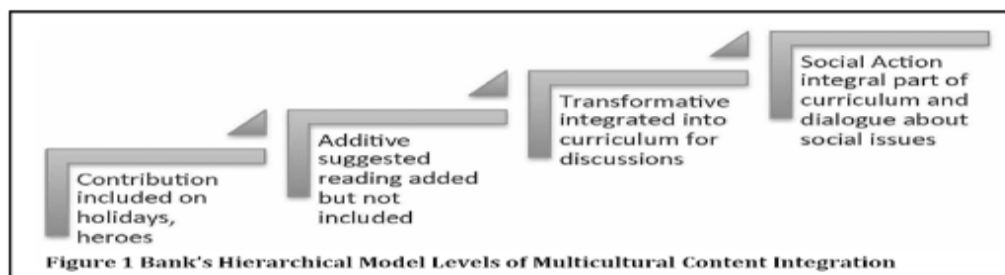 Contribution
included on
holidays,
heroes
Additive
suggested
reading added
but not
included
Transformative
integrated into
curriculum for
discussions
Social Action
integral part of
curriculum and
dialogue about
social issues
Figure 1 Bank's Hierarchical Model Levels of Multicultural Content Integration